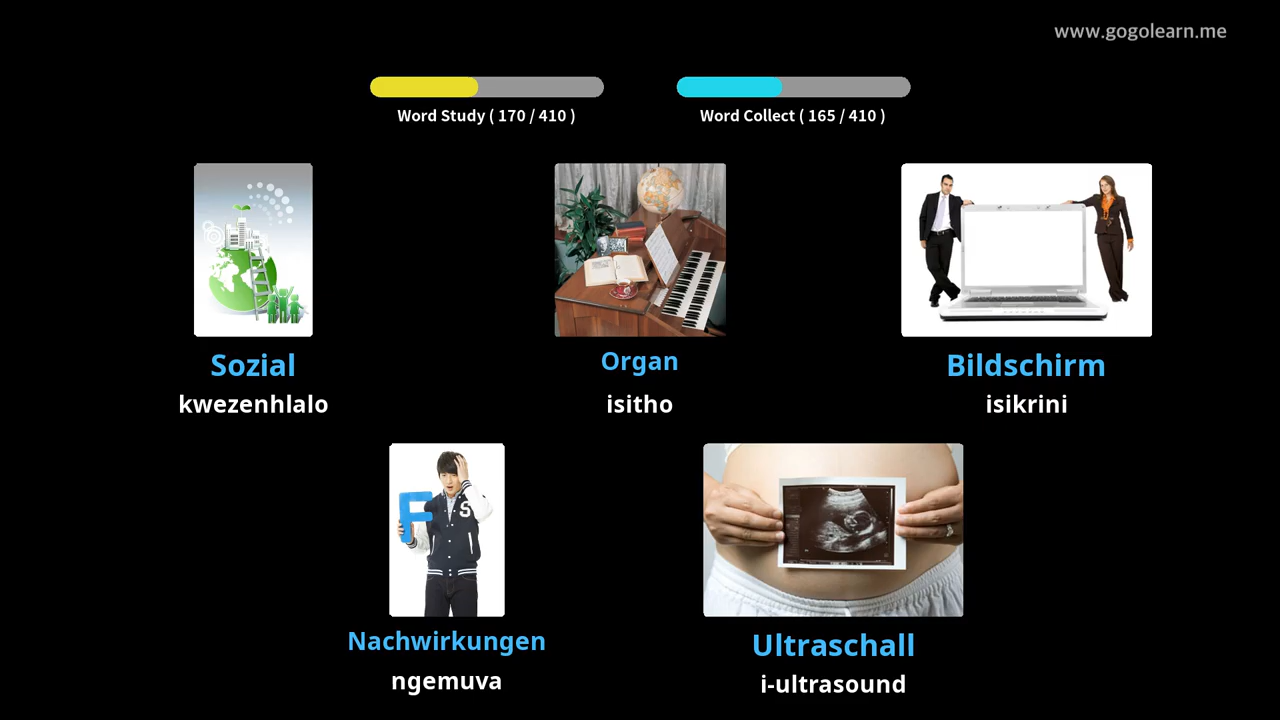 www.gogolearn.me
Word Study ( 170 / 410 )
Word Collect ( 165 / 410 )
Sozial
kwezenhlalo
Organ
isitho
Bildschirm
isikrini
F
S
Nachwirkungen
ngemuva
Ultraschall
i-ultrasound